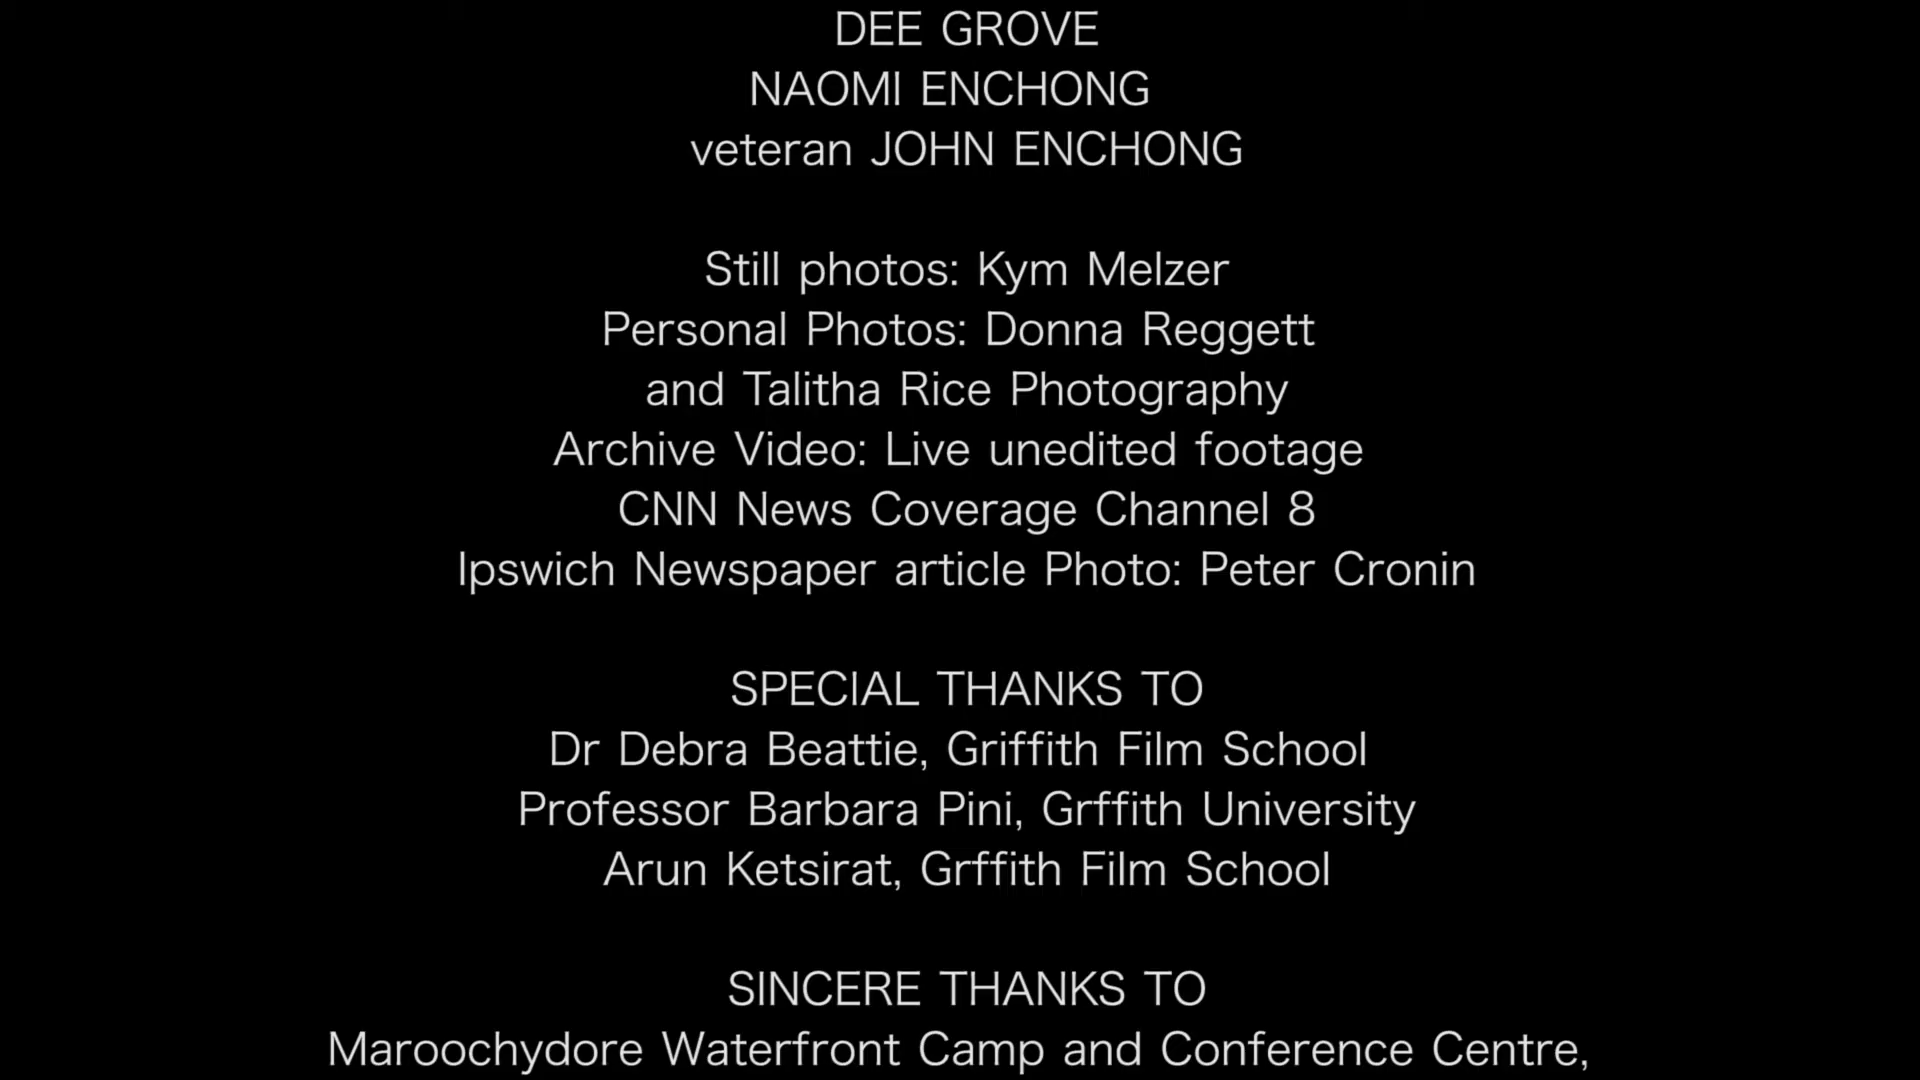 DEE GROVE
NAOMI ENCHONG
veteran JOHN ENCHONG
Still photos: Kym Melzer
Personal Photos: Donna Reggett
and Talitha Rice Photography
Archive Video: Live unedited footage
CNN News Coverage Channel 8
Ipswich Newspaper article Photo: Peter Cronin
SPECIAL THANKS TO
Dr Debra Beattie, Griffith Film School
Professor Barbara Pini, Grffith University
Arun Ketsirat, Grffith Film School
SINCERE THANKS TO
Maroochydore Waterfront Camp and Conference Centre,